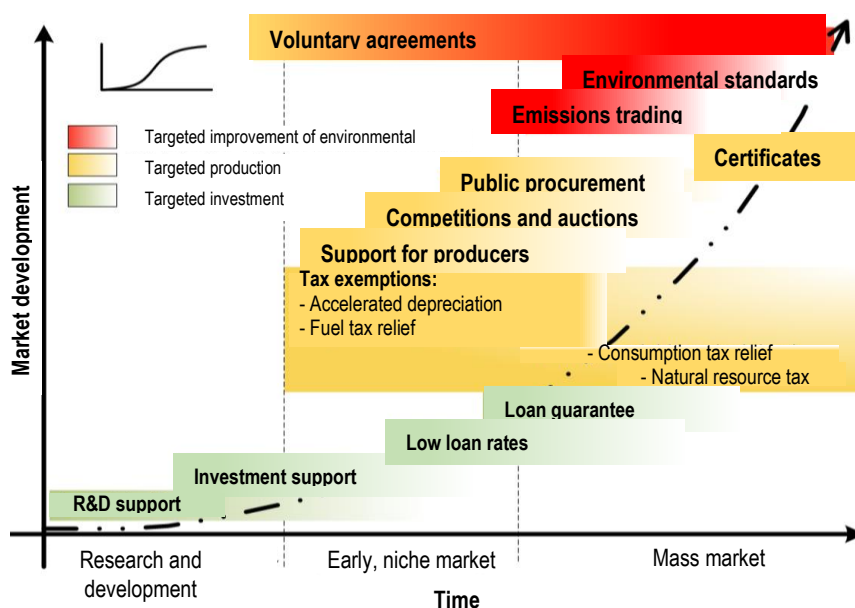 Voluntary agreements
Environmental standards
Emissions trading
Targeted improvement of environmental
Targeted production
Targeted investment
Certificates
Public procurement
Competitions and auctions
Support for producers
Tax exemptions:
- Accelerated depreciation
- Fuel tax relief
- Consumption tax relief
- Natural resource tax
Loan guarantee
Low loan rates
Investment support
R&D support
Market development
Research and
development
Early, niche market
Mass market
Time